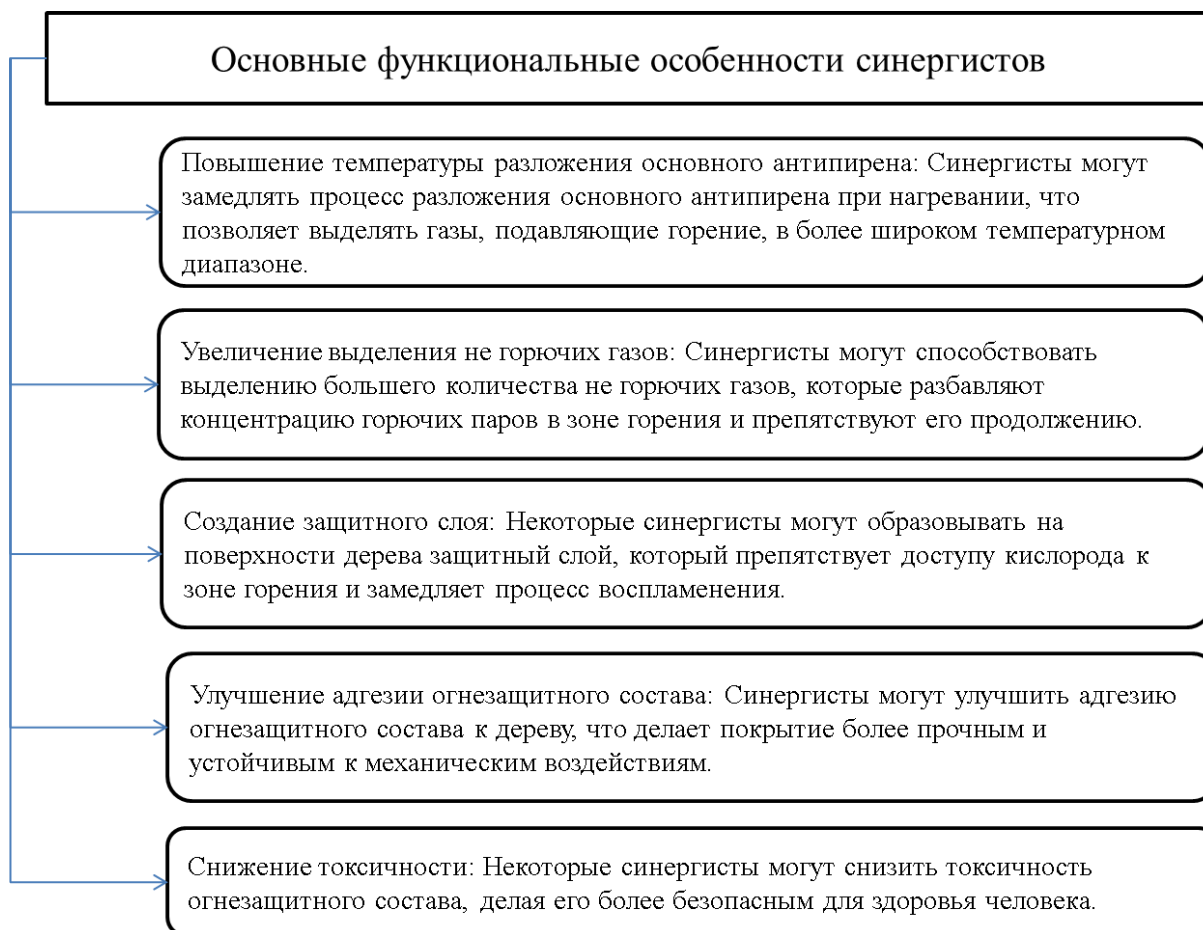 Основные функциональные особенности синергистов
Повышение температуры разложения основного антипирена: Синергисты могут
замедлять процесс разложения основного антипирена при нагревании, что
позволяет выделять газы, подавляющие горение, в более широком температурном
диапазоне.
Увеличение выделения не горючих газов: Синергисты могут способствовать
выделению большего количества не горючих газов, которые разбавляют
концентрацию горючих паров в зоне горения и препятствуют его продолжению.
Создание защитного слоя: Некоторые синергисты могут образовывать на
поверхности дерева защитный слой, который препятствует доступу кислорода к
зоне горения и замедляет процесс воспламенения.
Улучшение адгезии огнезащитного состава: Синергисты могут улучшить адгезию
огнезащитного состава к дереву, что делает покрытие более прочным и
устойчивым к механическим воздействиям.
Снижение токсичности: Некоторые синергисты могут снизить токсичность
огнезащитного состава, делая его более безопасным для здоровья человека.